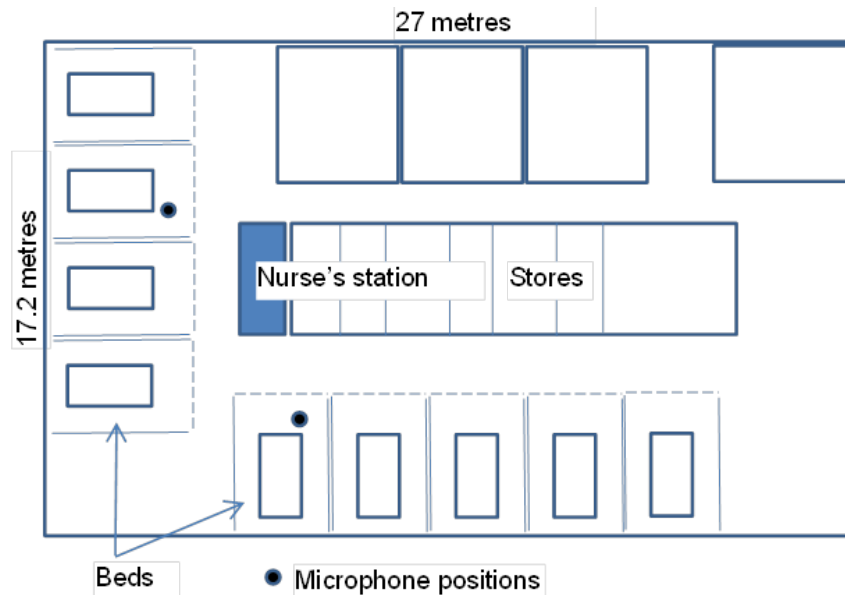 27 metres
17.2 metres
Nurse’s station
Stores
Beds
Microphone positions